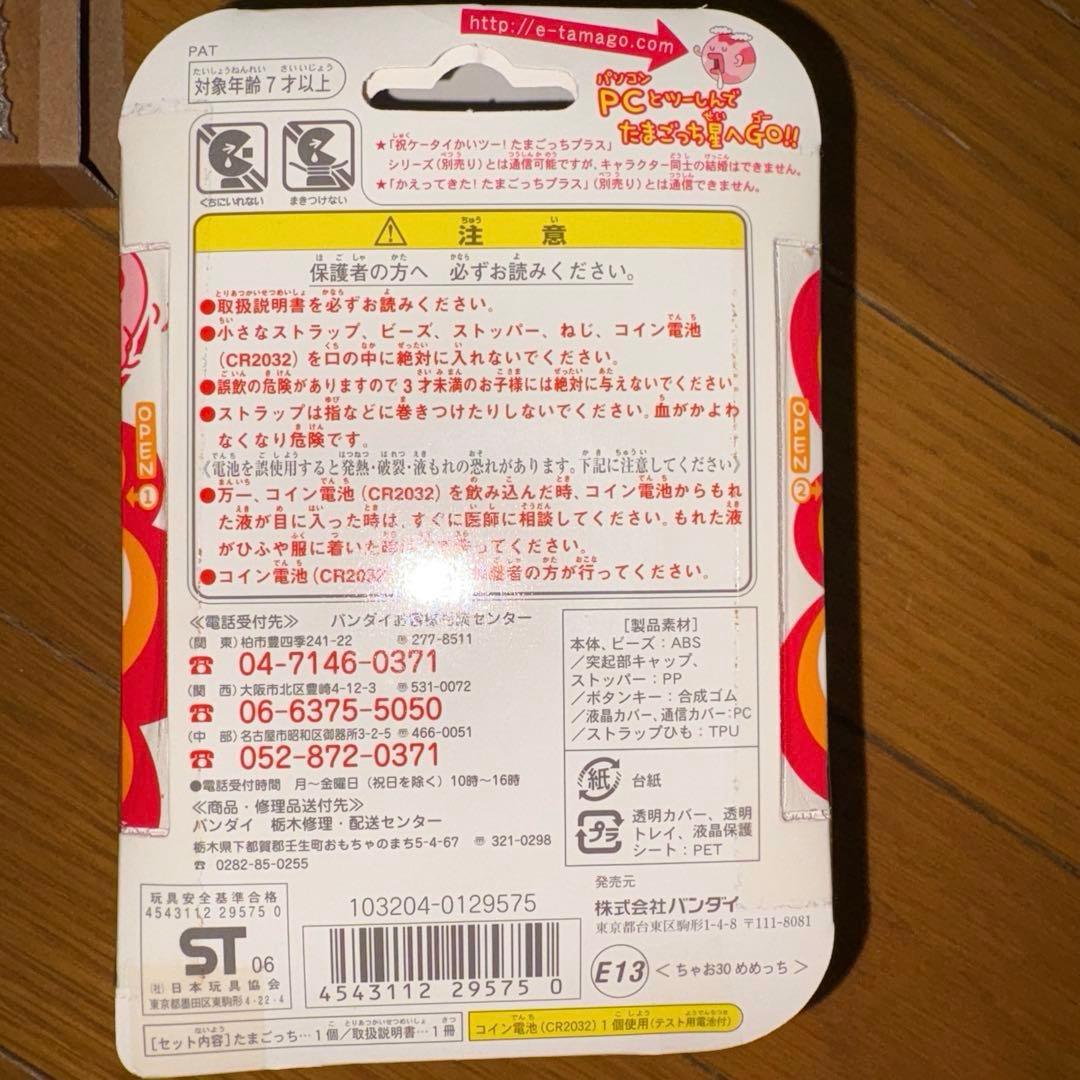 PAT
対象年齢7才以上
くちにいれない
まきつけない
http://e-tamago.com
PCとツーしんで
たまごっち星へGO!!
★「祝ケータイかいツー!たまごっちプラス」
シリーズ(別売り)とは通信可能ですが、キャラクター同士の結婚はできません。
★「かえってきた!たまごっちプラス」(別売り)とは通信できません。
注意
保護者の方へ 必ずお読みください。
●取扱説明書を必ずお読みください。
●小さなストラップ、ビーズ、ストッパー、ねじ、コイン電池
(CR2032)を口の中に絶対に入れないでください。
●誤飲の危険がありますので3才未満のお子様には絶対に与えないでください
●ストラップは指などに巻きつけたりしないでください。血がかよわ
なくなり危険です。
《電池を誤使用すると発熱・破裂・液もれの恐れがあります。下記に注意してください》
●万一、コイン電池(CR2032)を飲み込んだ時、コイン電池からもれ
た液が目に入った時は、すぐに医師に相談してください。もれた液
がひふや服に着いた てください。
●コイン電池(CR2032 者の方が行ってください。
OPEN
1
OPEN
2
≪電話受付先≫ バンダイお客様相談センター
(関 東)柏市豊四季241-22 〒277-8511
☎ 04-7146-0371
(関 西)大阪市北区豊崎4-12-3 〒531-0072
☎ 06-6375-5050
(中 部)名古屋市昭和区御器所3-2-5 〒466-0051
☎ 052-872-0371
●電話受付時間 月〜金曜日(祝日を除く)10時〜16時
≪商品・修理品送付先≫
バンダイ 栃木修理・配送センター
栃木県下都賀郡壬生町おもちゃのまち5-4-67 〒321-0298
☎ 0282-85-0255
[製品素材]
本体、ビーズ:ABS
/突起部キャップ、
ストッパー:PP
/ボタンキー:合成ゴム
/液晶カバー、通信カバー:PC
/ストラップひも:TPU
紙
台紙
プラ
透明カバー、透明
トレイ、液晶保護
シート:PET
発売元
株式会社バンダイ
東京都台東区駒形1-4-8 〒111-8081
E13
<ちゃお30 めめっち>
玩具安全基準合格
4543112 29575 0
ST 06
(社)日本玩具協会
東京都墨田区東駒形4-22-4
103204-0129575
4543112 29575 0
[セット内容]たまごっち…1個/取扱説明書…1冊
コイン電池(CR2032)1個使用(テスト用電池付)